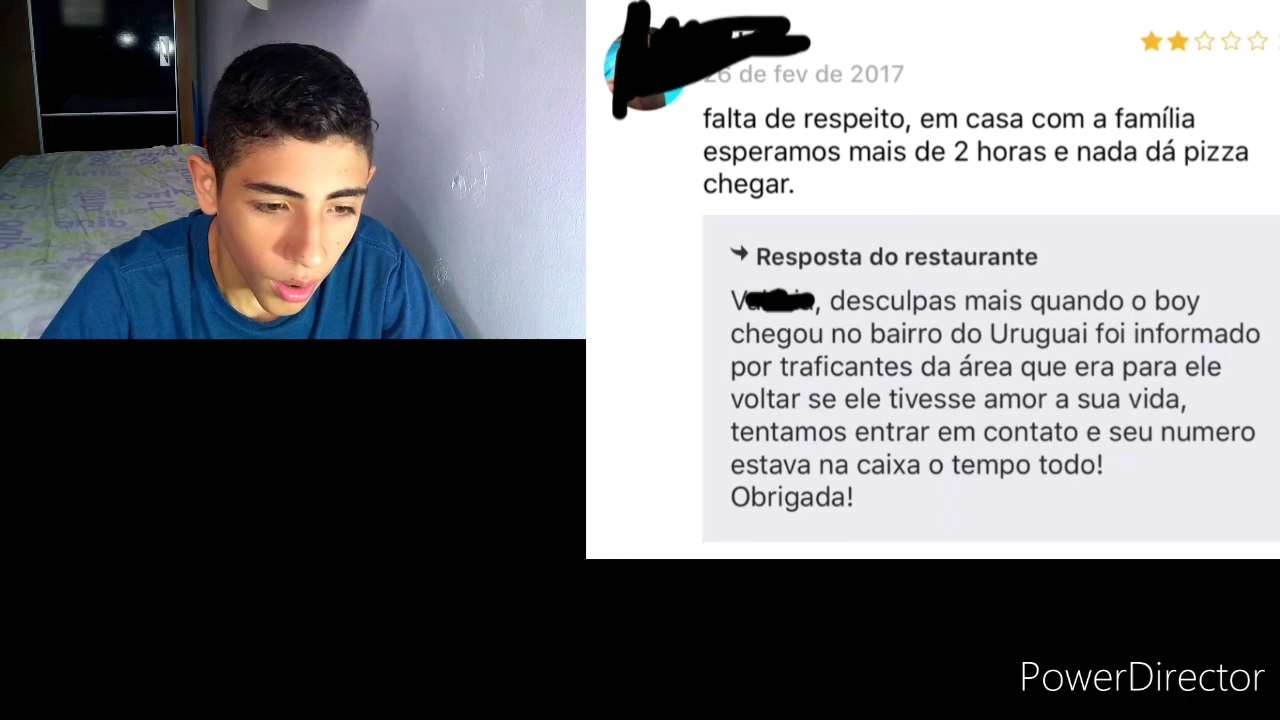 26 de fev de 2017
falta de respeito, em casa com a família
esperamos mais de 2 horas e nada dá pizza
chegar.
Resposta do restaurante
desculpas mais quando o boy
chegou no bairro do Uruguai foi informado
por traficantes da área que era para ele
voltar se ele tivesse amor a sua vida,
tentamos entrar em contato e seu numero
estava na caixa o tempo todo!
Obrigada!
PowerDirector